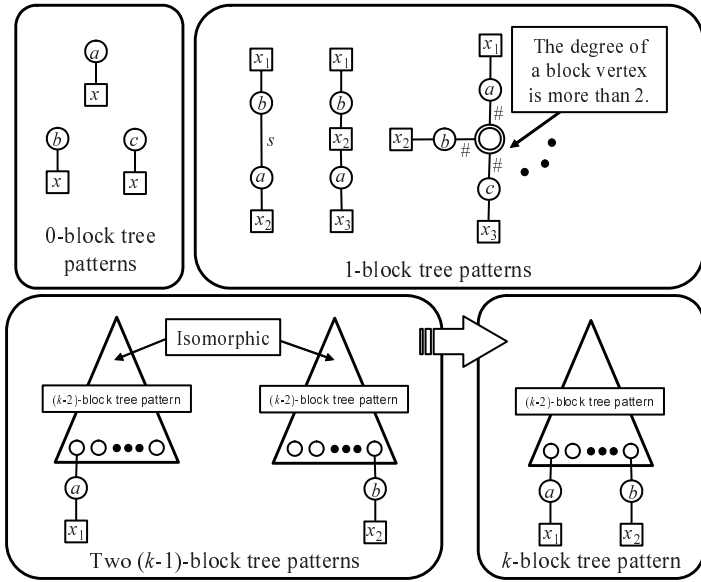 a
x
b
x
c
x
0-block tree
patterns
x1
b
s
a
x2
x1
b
x2
a
x3
x1
a
#
x2
b
#
#
c
x3
The degree of
a block vertex
is more than 2.
1-block tree patterns
Isomorphic
(k-2)-block tree pattern
a
x1
(k-2)-block tree pattern
b
x2
Two (k-1)-block tree patterns
(k-2)-block tree pattern
a
x1
b
x2
k-block tree pattern